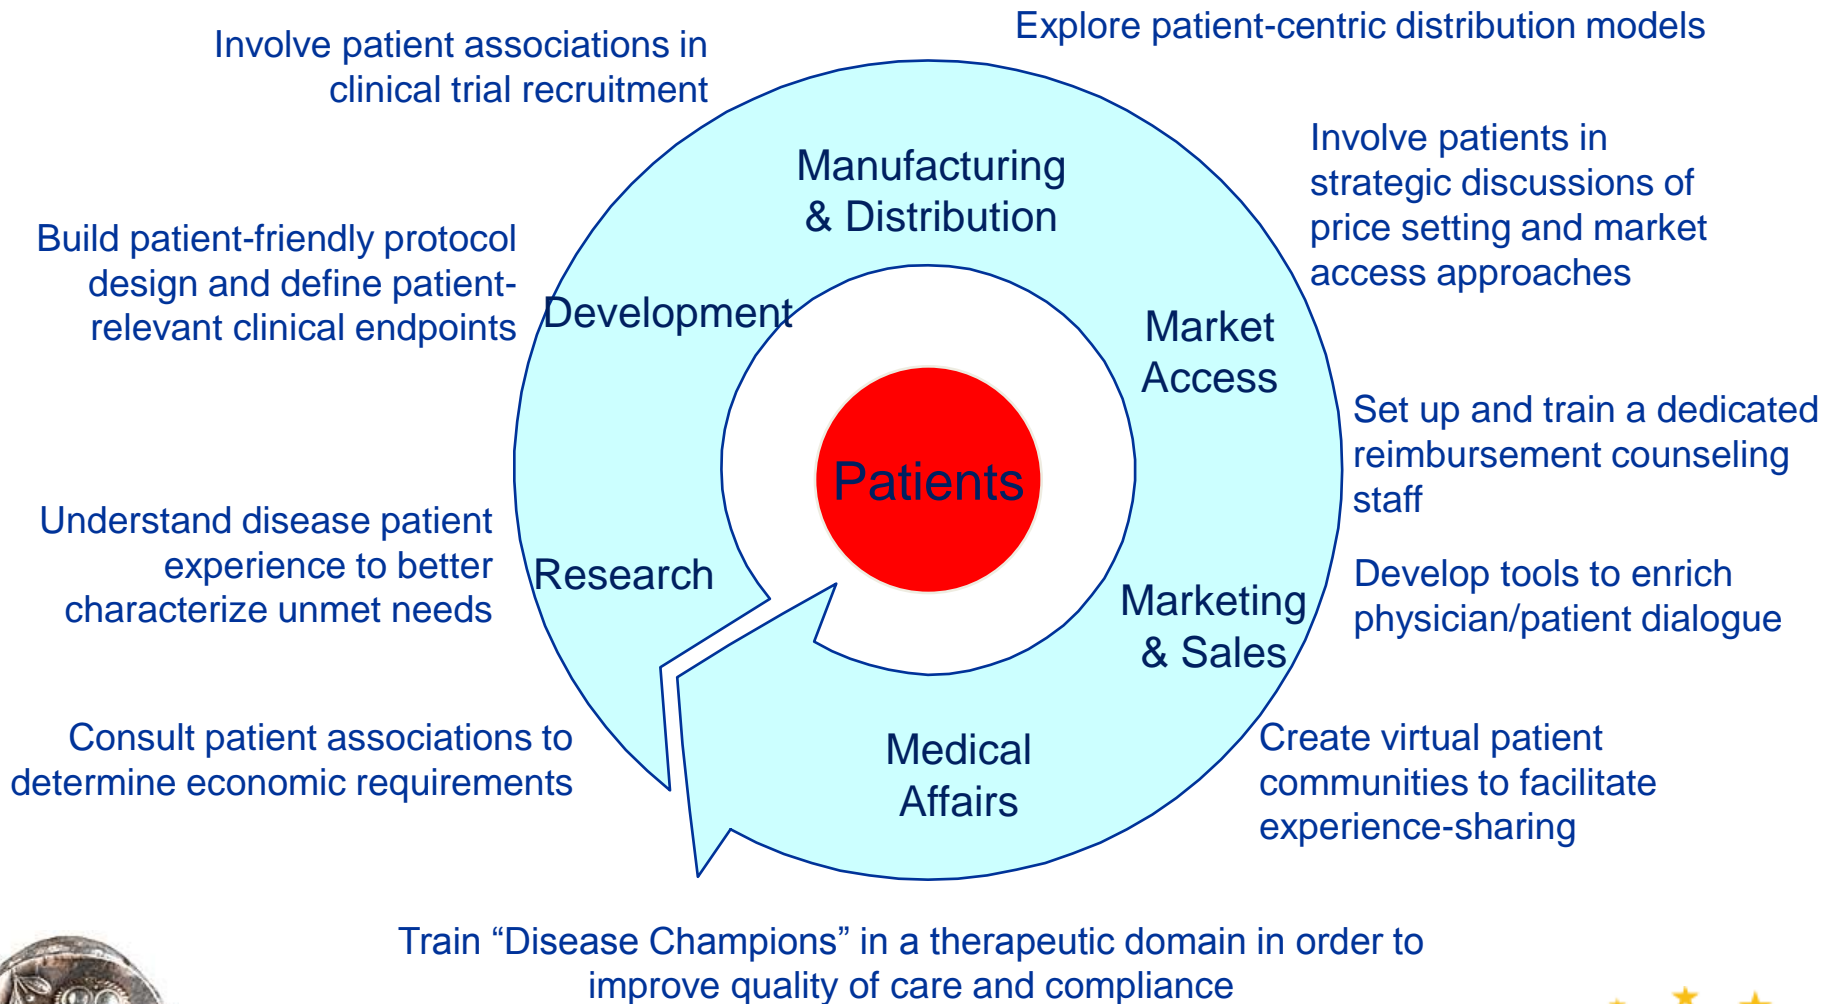 Explore patient-centric distribution models
Involve patient associations in
clinical trial recruitment
Involve patients in
strategic discussions of
price setting and market
access approaches
Manufacturing
& Distribution
Build patient-friendly protocol
design and define patient-
relevant clinical endpoints
Development
Market
Access
Set up and train a dedicated
reimbursement counseling
staff
Patients
Understand disease patient
experience to better
characterize unmet needs
Research
Develop tools to enrich
physician/patient dialogue
Marketing
& Sales
Consult patient associations to
determine economic requirements
Medical
Affairs
Create virtual patient
communities to facilitate
experience-sharing
Train “Disease Champions” in a therapeutic domain in order to
improve quality of care and compliance